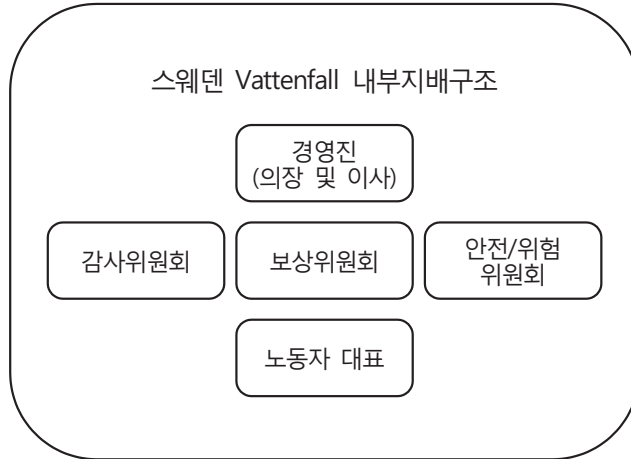 스웨덴 Vattenfall 내부지배구조
경영진
(의장 및 이사)
감사위원회
보상위원회
안전/위험
위원회
노동자 대표